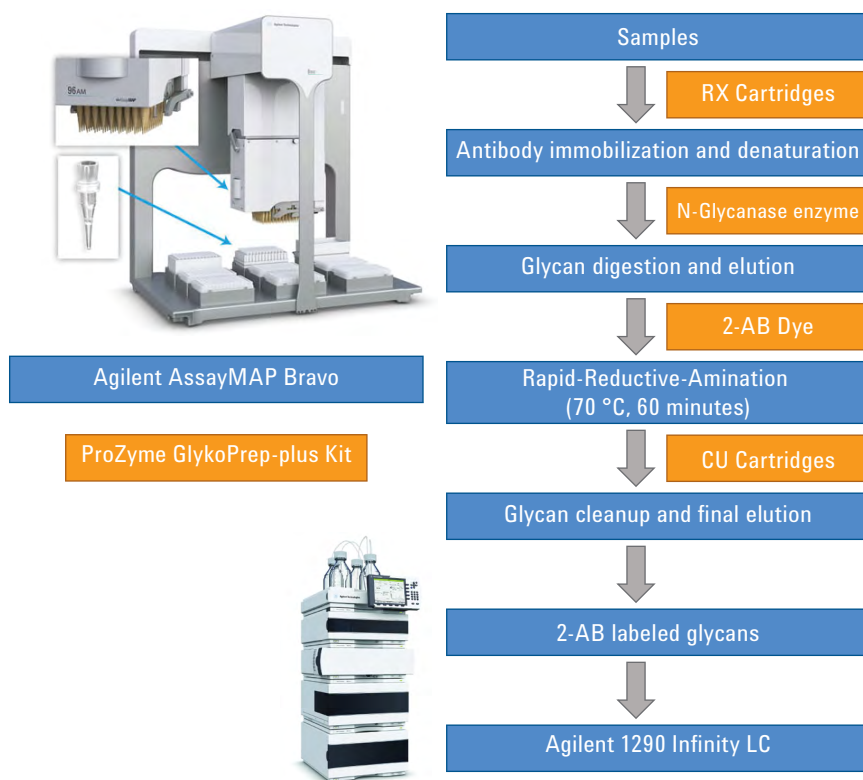 Agilent Technologies
96AM
Agilent AssayMAP Bravo
ProZyme GlykoPrep-plus Kit
Samples
RX Cartridges
Antibody immobilization and denaturation
N-Glycanase enzyme
Glycan digestion and elution
2-AB Dye
Rapid-Reductive-Amination
(70 °C, 60 minutes)
CU Cartridges
Glycan cleanup and final elution
2-AB labeled glycans
Agilent 1290 Infinity LC